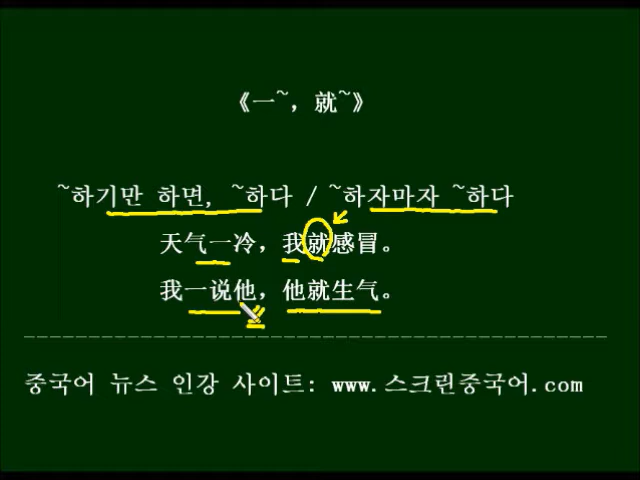 《一~，就~》
~하기만 하면, ~하다 / ~하자마자 ~하다
天气一冷，我就感冒。
我一说他，他就生气。
중국어 뉴스 인강 사이트: www.스크린중국어.com